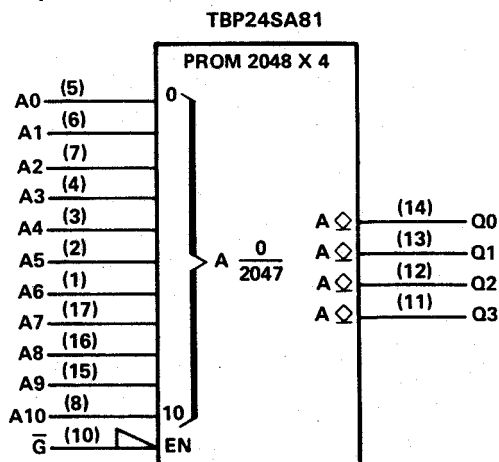 TBP24SA81
PROM 2048 X 4
A0 (5) 0
A1 (6)
A2 (7)
A3 (4)
A4 (3) A ◇ (14) Q0
A5 (2) A 0/2047 A ◇ (13) Q1
A6 (1) A ◇ (12) Q2
A7 (17) A ◇ (11) Q3
A8 (16)
A9 (15)
A10 (8) 10
G̅ (10) EN